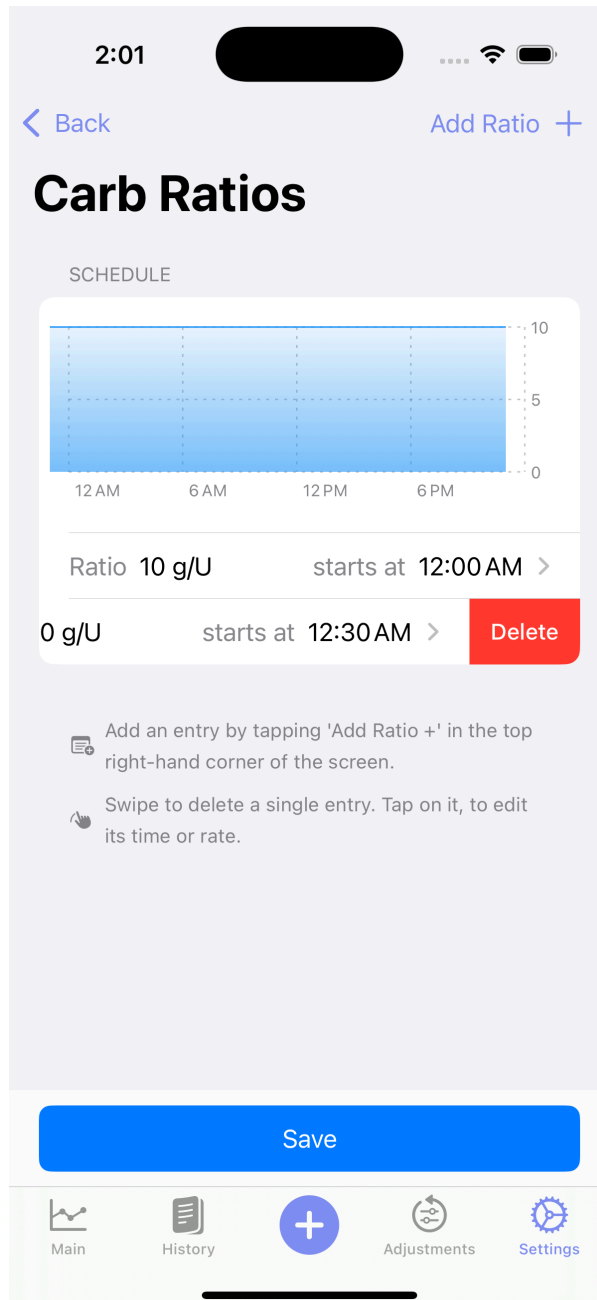 2:01
Back
Add Ratio +
Carb Ratios
SCHEDULE
10
5
0
12 AM 6 AM 12 PM 6 PM
Ratio 10 g/U starts at 12:00 AM
0 g/U starts at 12:30 AM Delete
Add an entry by tapping 'Add Ratio +' in the top
right-hand corner of the screen.
Swipe to delete a single entry. Tap on it, to edit
its time or rate.
Save
Main History Adjustments Settings